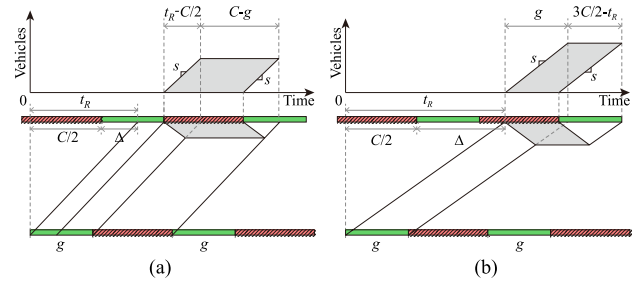 t_R-C/2 C-g
Vehicles
s s
0 Time
t_R
C/2 Δ
g g
(a)
g 3C/2-t_R
Vehicles
s s
0 Time
t_R
C/2 Δ
g g
(b)